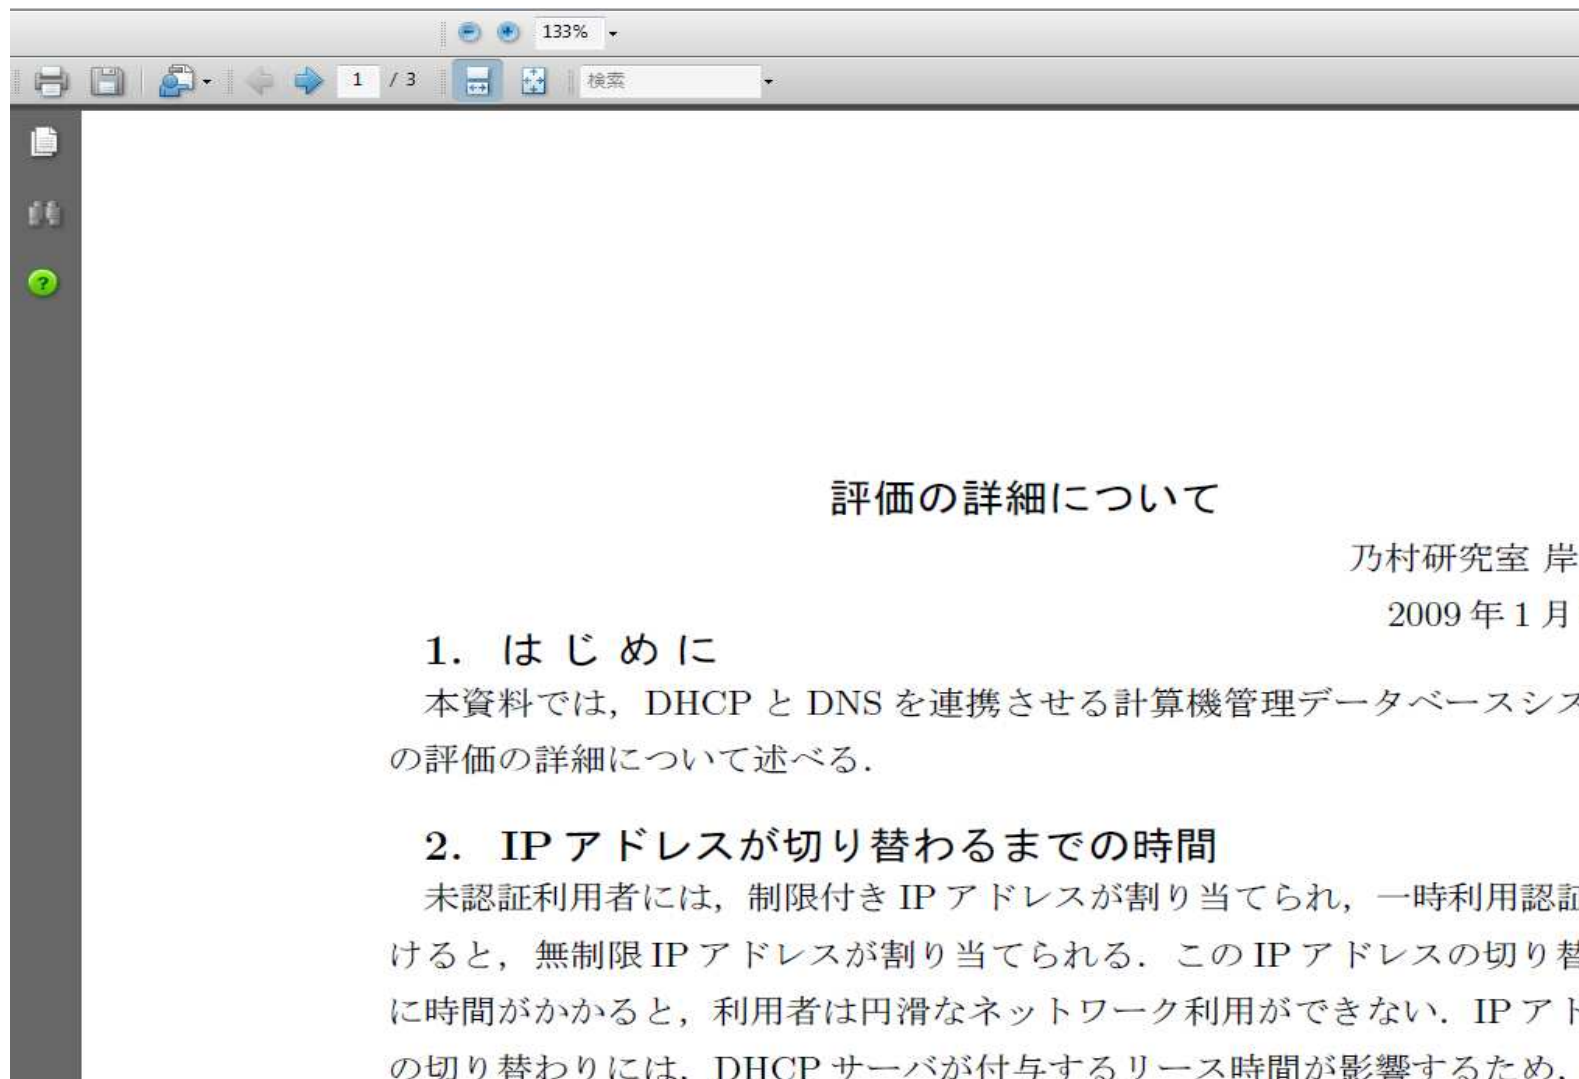 133%
1 / 3
検索
評価の詳細について
乃村研究室 岸
2009 年 1 月
1. は じ め に
本資料では，DHCP と DNS を連携させる計算機管理データベースシス
の評価の詳細について述べる．
2. IP アドレスが切り替わるまでの時間
未認証利用者には，制限付き IP アドレスが割り当てられ，一時利用認証
けると，無制限 IP アドレスが割り当てられる．この IP アドレスの切り替
に時間がかかると，利用者は円滑なネットワーク利用ができない．IP アド
の切り替わりには，DHCP サーバが付与するリース時間が影響するため，